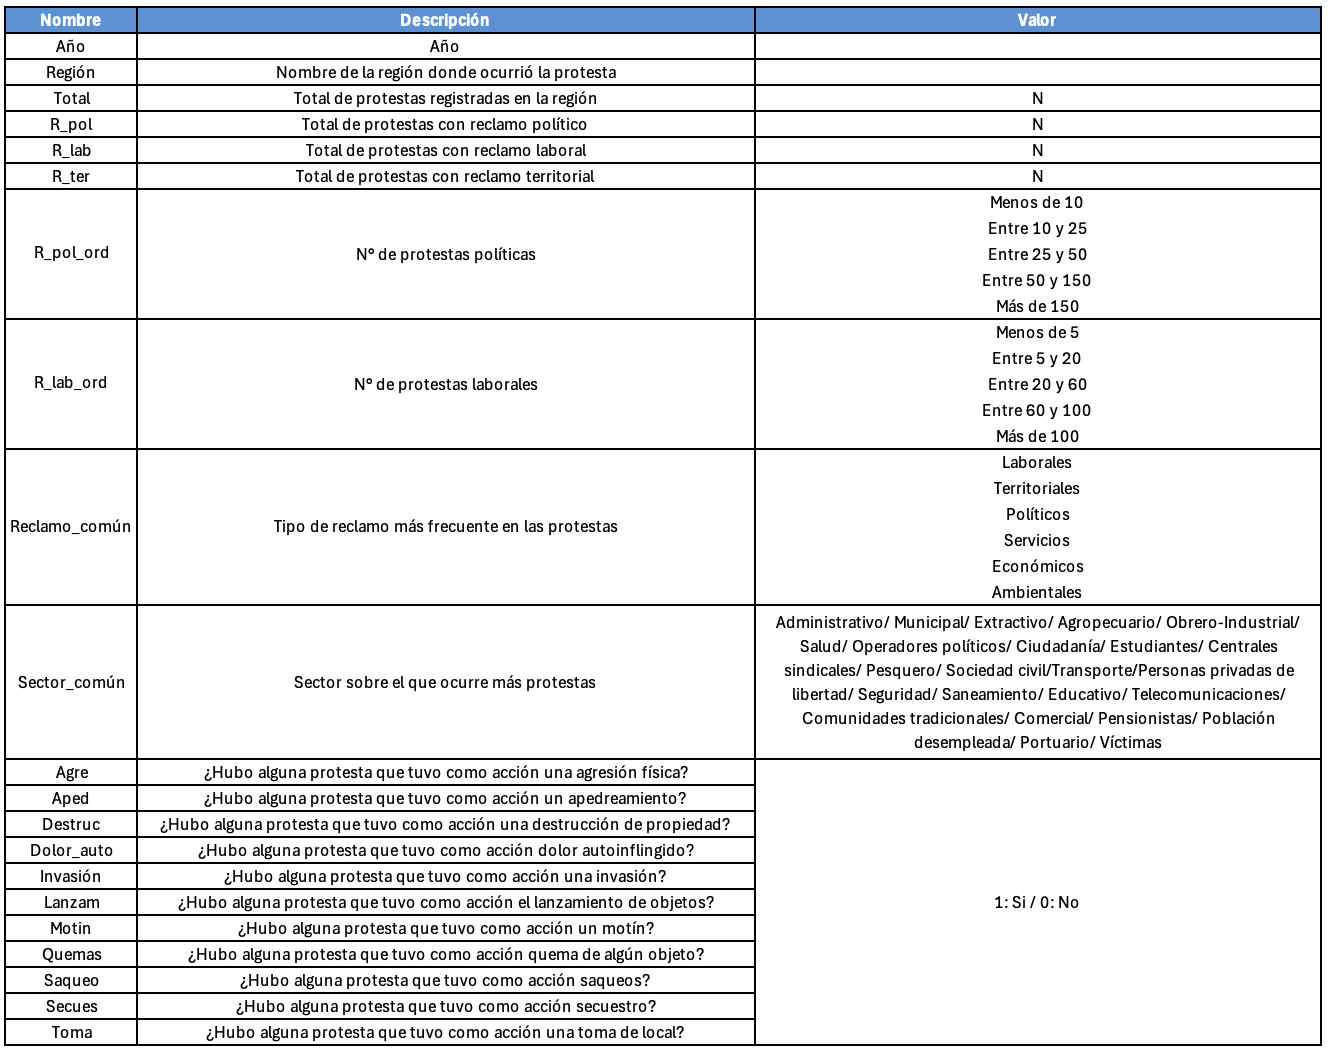 Nombre Descripción Valor
Año Año
Región Nombre de la región donde ocurrió la protesta
Total Total de protestas registradas en la región N
R_pol Total de protestas con reclamo político N
R_lab Total de protestas con reclamo laboral N
R_ter Total de protestas con reclamo territorial N
R_pol_ord
Nº de protestas políticas
Menos de 10
Entre 10 y 25
Entre 25 y 50
Entre 50 y 150
Más de 150
R_lab_ord
Nº de protestas laborales
Menos de 5
Entre 5 y 20
Entre 20 y 60
Entre 60 y 100
Más de 100
Reclamo_común
Tipo de reclamo más frecuente en las protestas
Laborales
Territoriales
Políticos
Servicios
Económicos
Ambientales
Sector_común
Sector sobre el que ocurre más protestas
Administrativo/ Municipal/ Extractivo/ Agropecuario/ Obrero-Industrial/
Salud/ Operadores políticos/ Ciudadanía/ Estudiantes/ Centrales
sindicales/ Pesquero/ Sociedad civil/Transporte/Personas privadas de
libertad/ Seguridad/ Saneamiento/ Educativo/ Telecomunicaciones/
Comunidades tradicionales/ Comercial/ Pensionistas/ Población
desempleada/ Portuario/ Víctimas
Agre ¿Hubo alguna protesta que tuvo como acción una agresión física?
Aped ¿Hubo alguna protesta que tuvo como acción un apedreamiento?
Destruc ¿Hubo alguna protesta que tuvo como acción una destrucción de propiedad?
Dolor_auto ¿Hubo alguna protesta que tuvo como acción dolor autoinflingido?
Invasión ¿Hubo alguna protesta que tuvo como acción una invasión?
Lanzam ¿Hubo alguna protesta que tuvo como acción el lanzamiento de objetos?
Motin ¿Hubo alguna protesta que tuvo como acción un motín?
Quemas ¿Hubo alguna protesta que tuvo como acción quema de algún objeto?
Saqueo ¿Hubo alguna protesta que tuvo como acción saqueos?
Secues ¿Hubo alguna protesta que tuvo como acción secuestro?
Toma ¿Hubo alguna protesta que tuvo como acción una toma de local?
1: Si / 0: No